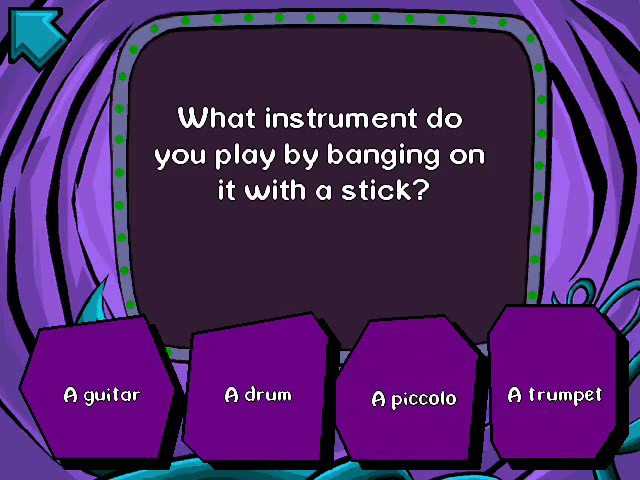 What instrument do
you play by banging on
it with a stick?
A guitar
A drum
A piccolo
A trumpet